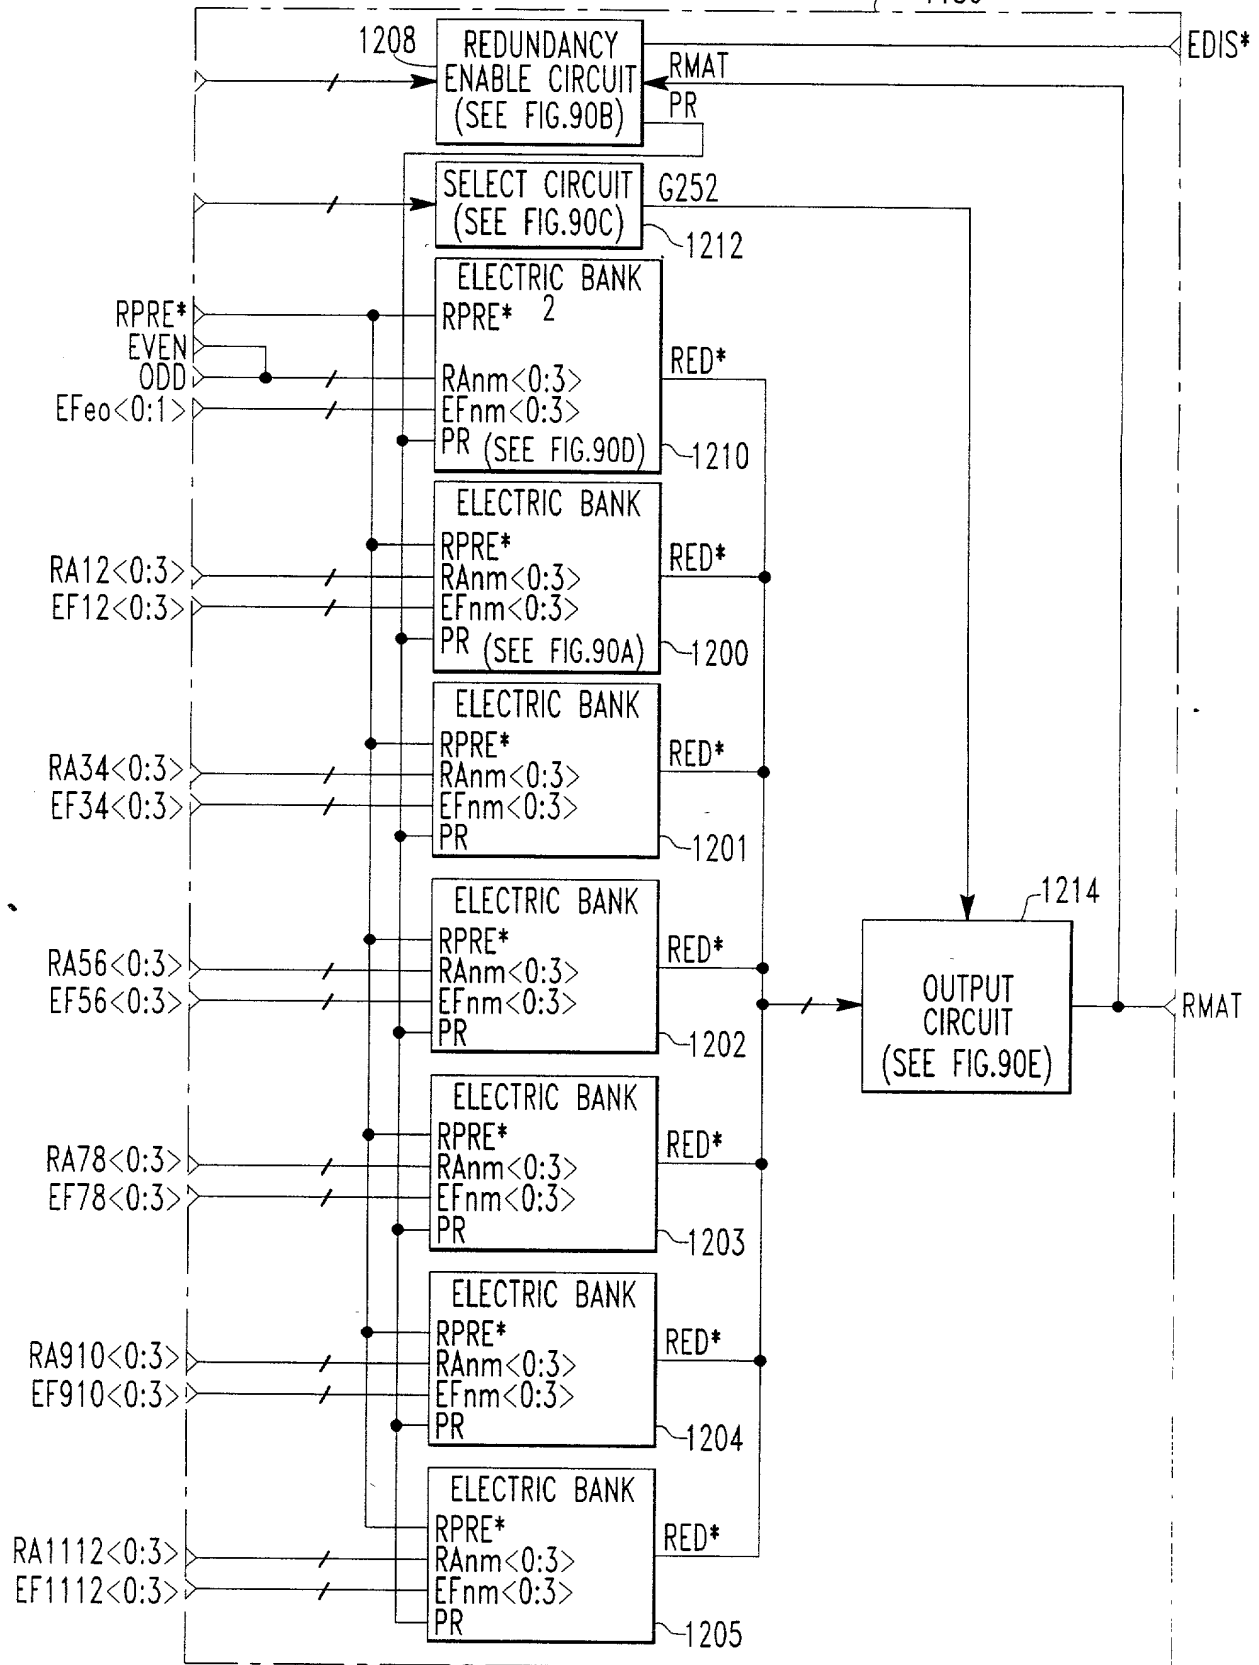 1208
REDUNDANCY
ENABLE CIRCUIT
(SEE FIG.90B)
RMAT
PR
EDIS*
SELECT CIRCUIT
(SEE FIG.90C)
G252
1212
RPRE*
EVEN
ODD
EFeo<0:1>
ELECTRIC BANK
2
RPRE*
RAnm<0:3>
EFnm<0:3>
PR (SEE FIG.90D)
RED*
1210
RA12<0:3>
EF12<0:3>
ELECTRIC BANK
RPRE*
RAnm<0:3>
EFnm<0:3>
PR (SEE FIG.90A)
RED*
1200
RA34<0:3>
EF34<0:3>
ELECTRIC BANK
RPRE*
RAnm<0:3>
EFnm<0:3>
PR
RED*
1201
RA56<0:3>
EF56<0:3>
ELECTRIC BANK
RPRE*
RAnm<0:3>
EFnm<0:3>
PR
RED*
1202
1214
OUTPUT
CIRCUIT
(SEE FIG.90E)
RMAT
RA78<0:3>
EF78<0:3>
ELECTRIC BANK
RPRE*
RAnm<0:3>
EFnm<0:3>
PR
RED*
1203
RA910<0:3>
EF910<0:3>
ELECTRIC BANK
RPRE*
RAnm<0:3>
EFnm<0:3>
PR
RED*
1204
RA1112<0:3>
EF1112<0:3>
ELECTRIC BANK
RPRE*
RAnm<0:3>
EFnm<0:3>
PR
RED*
1205